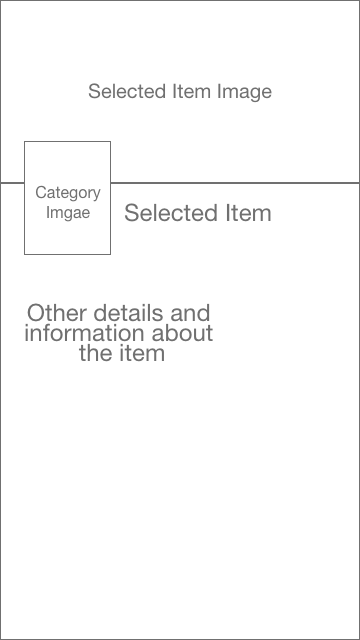 Selected Item Image
Category
Imgae
Selected Item
Other details and
information about
the item